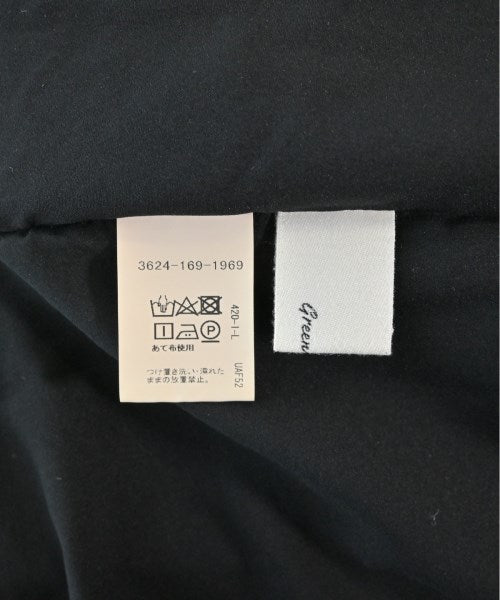 3624-169-1969
あて布使用
つけ置き洗い・濡れた
ままの放置禁止。
420-1-L
UAF52
Green